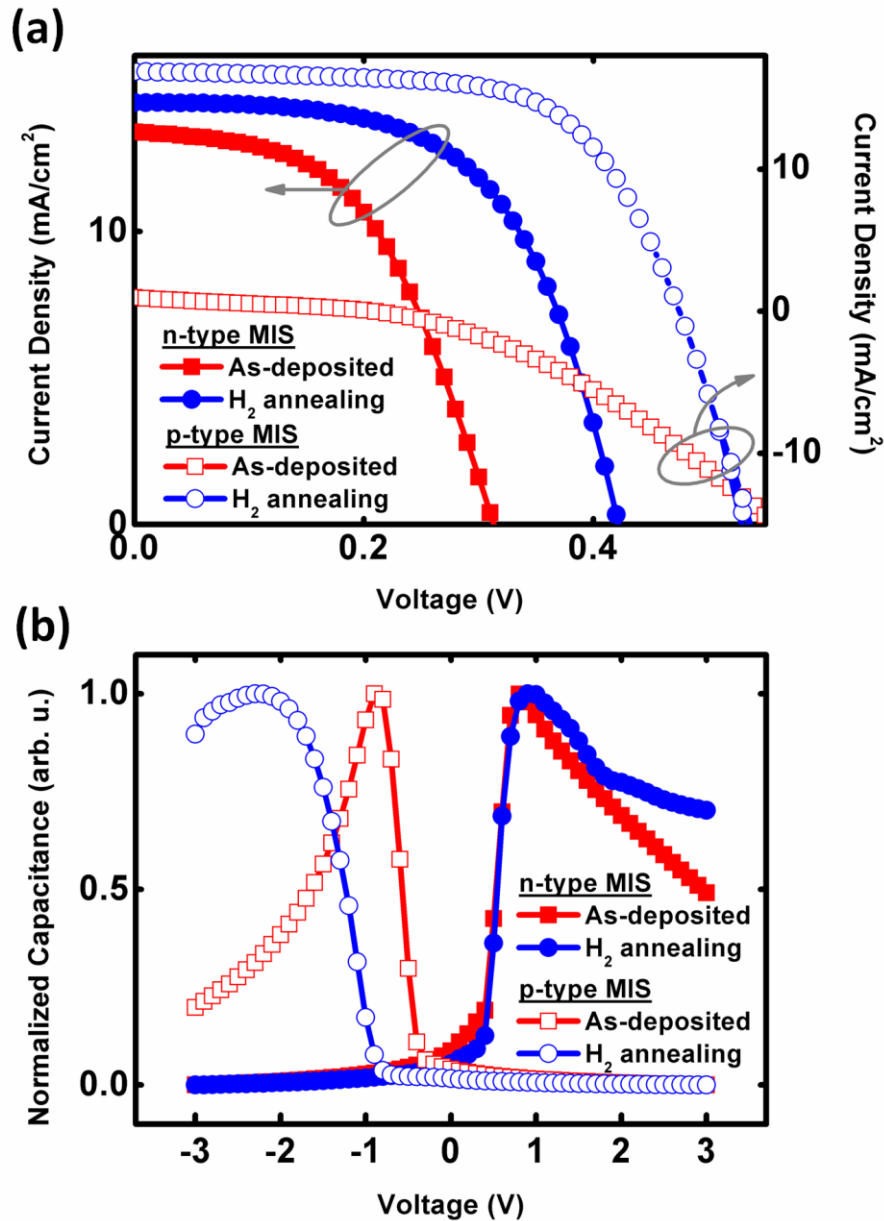 (a)
Current Density (mA/cm²)
10
0
n-type MIS
As-deposited
H₂ annealing
p-type MIS
As-deposited
H₂ annealing
10
0
-10
Current Density (mA/cm²)
0.0
0.2
0.4
Voltage (V)
(b)
Normalized Capacitance (arb. u.)
1.0
0.5
0.0
n-type MIS
As-deposited
H₂ annealing
p-type MIS
As-deposited
H₂ annealing
-3
-2
-1
0
1
2
3
Voltage (V)